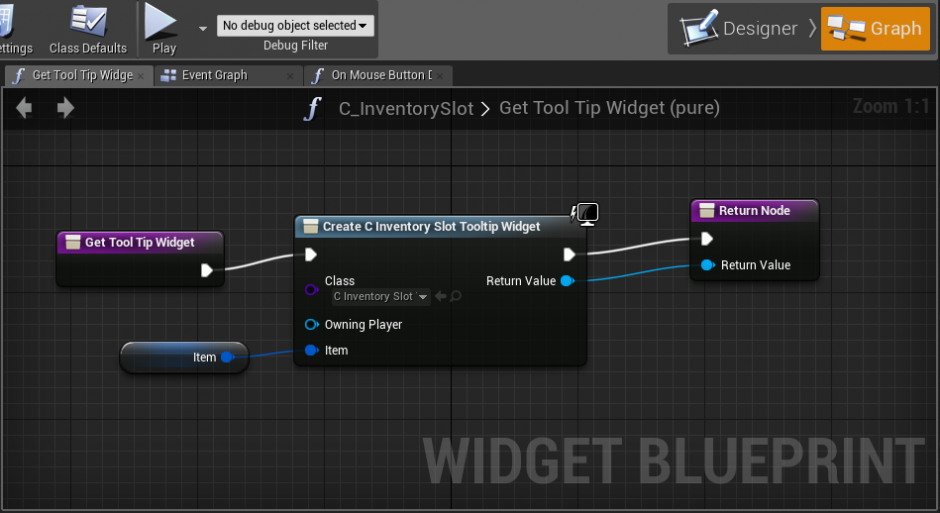 ettings
Class Defaults
Play
No debug object selected
Debug Filter
Designer
Graph
Get Tool Tip Widge
Event Graph
On Mouse Button D
C_InventorySlot > Get Tool Tip Widget (pure)
Zoom 1:1
Get Tool Tip Widget
Create C Inventory Slot Tooltip Widget
Return Node
Class
C Inventory Slot
Return Value
Return Value
Owning Player
Item
Item
WIDGET BLUEPRINT